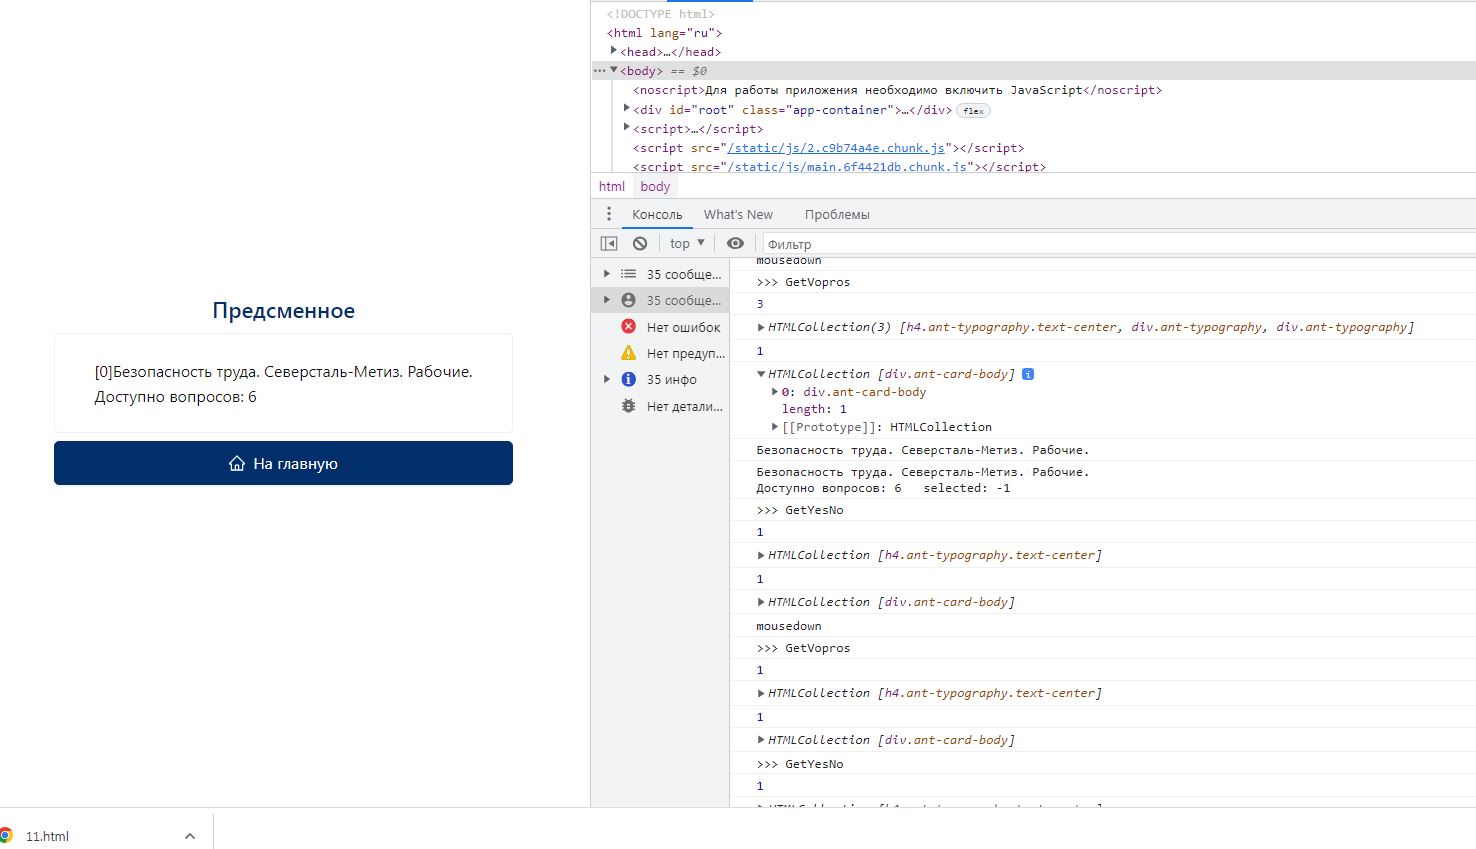 Предсменное
[0]Безопасность труда. Северсталь-Метиз. Рабочие.
Доступно вопросов: 6
На главную
<!DOCTYPE html>
<html lang="ru">
<head>…</head>
<body> == $0
<noscript>Для работы приложения необходимо включить JavaScript</noscript>
<div id="root" class="app-container">…</div> flex
<script>…</script>
<script src="/static/js/2.c9b74a4e.chunk.js"></script>
<script src="/static/js/main.6f4421db.chunk.js"></script>
html body
Консоль What's New Проблемы
top Фильтр
35 сообще...
35 сообще...
Нет ошибок
Нет предуп...
35 инфо
Нет детали...
mousedown
>>> GetVopros
3
HTMLCollection(3) [h4.ant-typography.text-center, div.ant-typography, div.ant-typography]
1
HTMLCollection [div.ant-card-body] i
0: div.ant-card-body
length: 1
[[Prototype]]: HTMLCollection
Безопасность труда. Северсталь-Метиз. Рабочие.
Безопасность труда. Северсталь-Метиз. Рабочие.
Доступно вопросов: 6 selected: -1
>>> GetYesNo
1
HTMLCollection [h4.ant-typography.text-center]
1
HTMLCollection [div.ant-card-body]
mousedown
>>> GetVopros
1
HTMLCollection [h4.ant-typography.text-center]
1
HTMLCollection [div.ant-card-body]
>>> GetYesNo
1
11.html